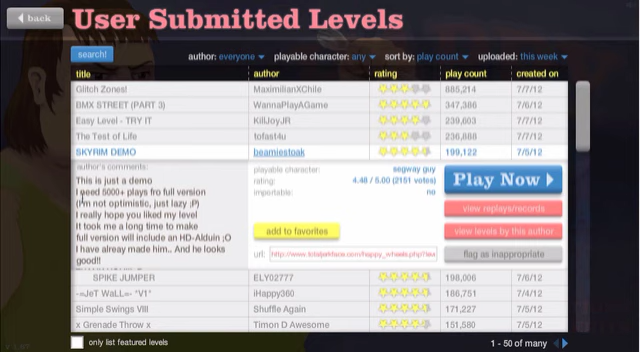 back
User Submitted Levels
search!
author: everyone playable character: any sort by: play count uploaded: this week
title author rating play count created on
Glitch Zones! MaximilianXChile 885,214 7/7/12
BMX STREET (PART 3) WannaPlayAGame 347,386 7/6/12
Easy Level - TRY IT KillJoyJR 239,603 7/7/12
The Test of Life tofast4u 236,888 7/7/12
SKYRIM DEMO beamiestoak 199,122 7/5/12
author's comments:
This is just a demo
I geed 5000+ plays fro full version
(I'm not optimistic, just lazy ;P)
I really hope you liked my level
It took me a long time to make
full version will include an HD-Alduin ;O
I have alreay made him.. And he looks
good!!
playable character: segway guy
rating: 4.48 / 5.00 (2151 votes)
importable: no
add to favorites
url: http://www.totaljerkface.com/happy_wheels.php?
Play Now
view replays/records
view levels by this author
flag as inappropriate
SPIKE JUMPER ELY02777 198,006 7/6/12
-=JeT WaLL=- "V1" iHappy360 186,751 7/4/12
Simple Swings VIII Shuffle Again 171,227 7/5/12
x Grenade Throw x Timon D Awesome 151,580 7/5/12
only list featured levels
1 - 50 of many